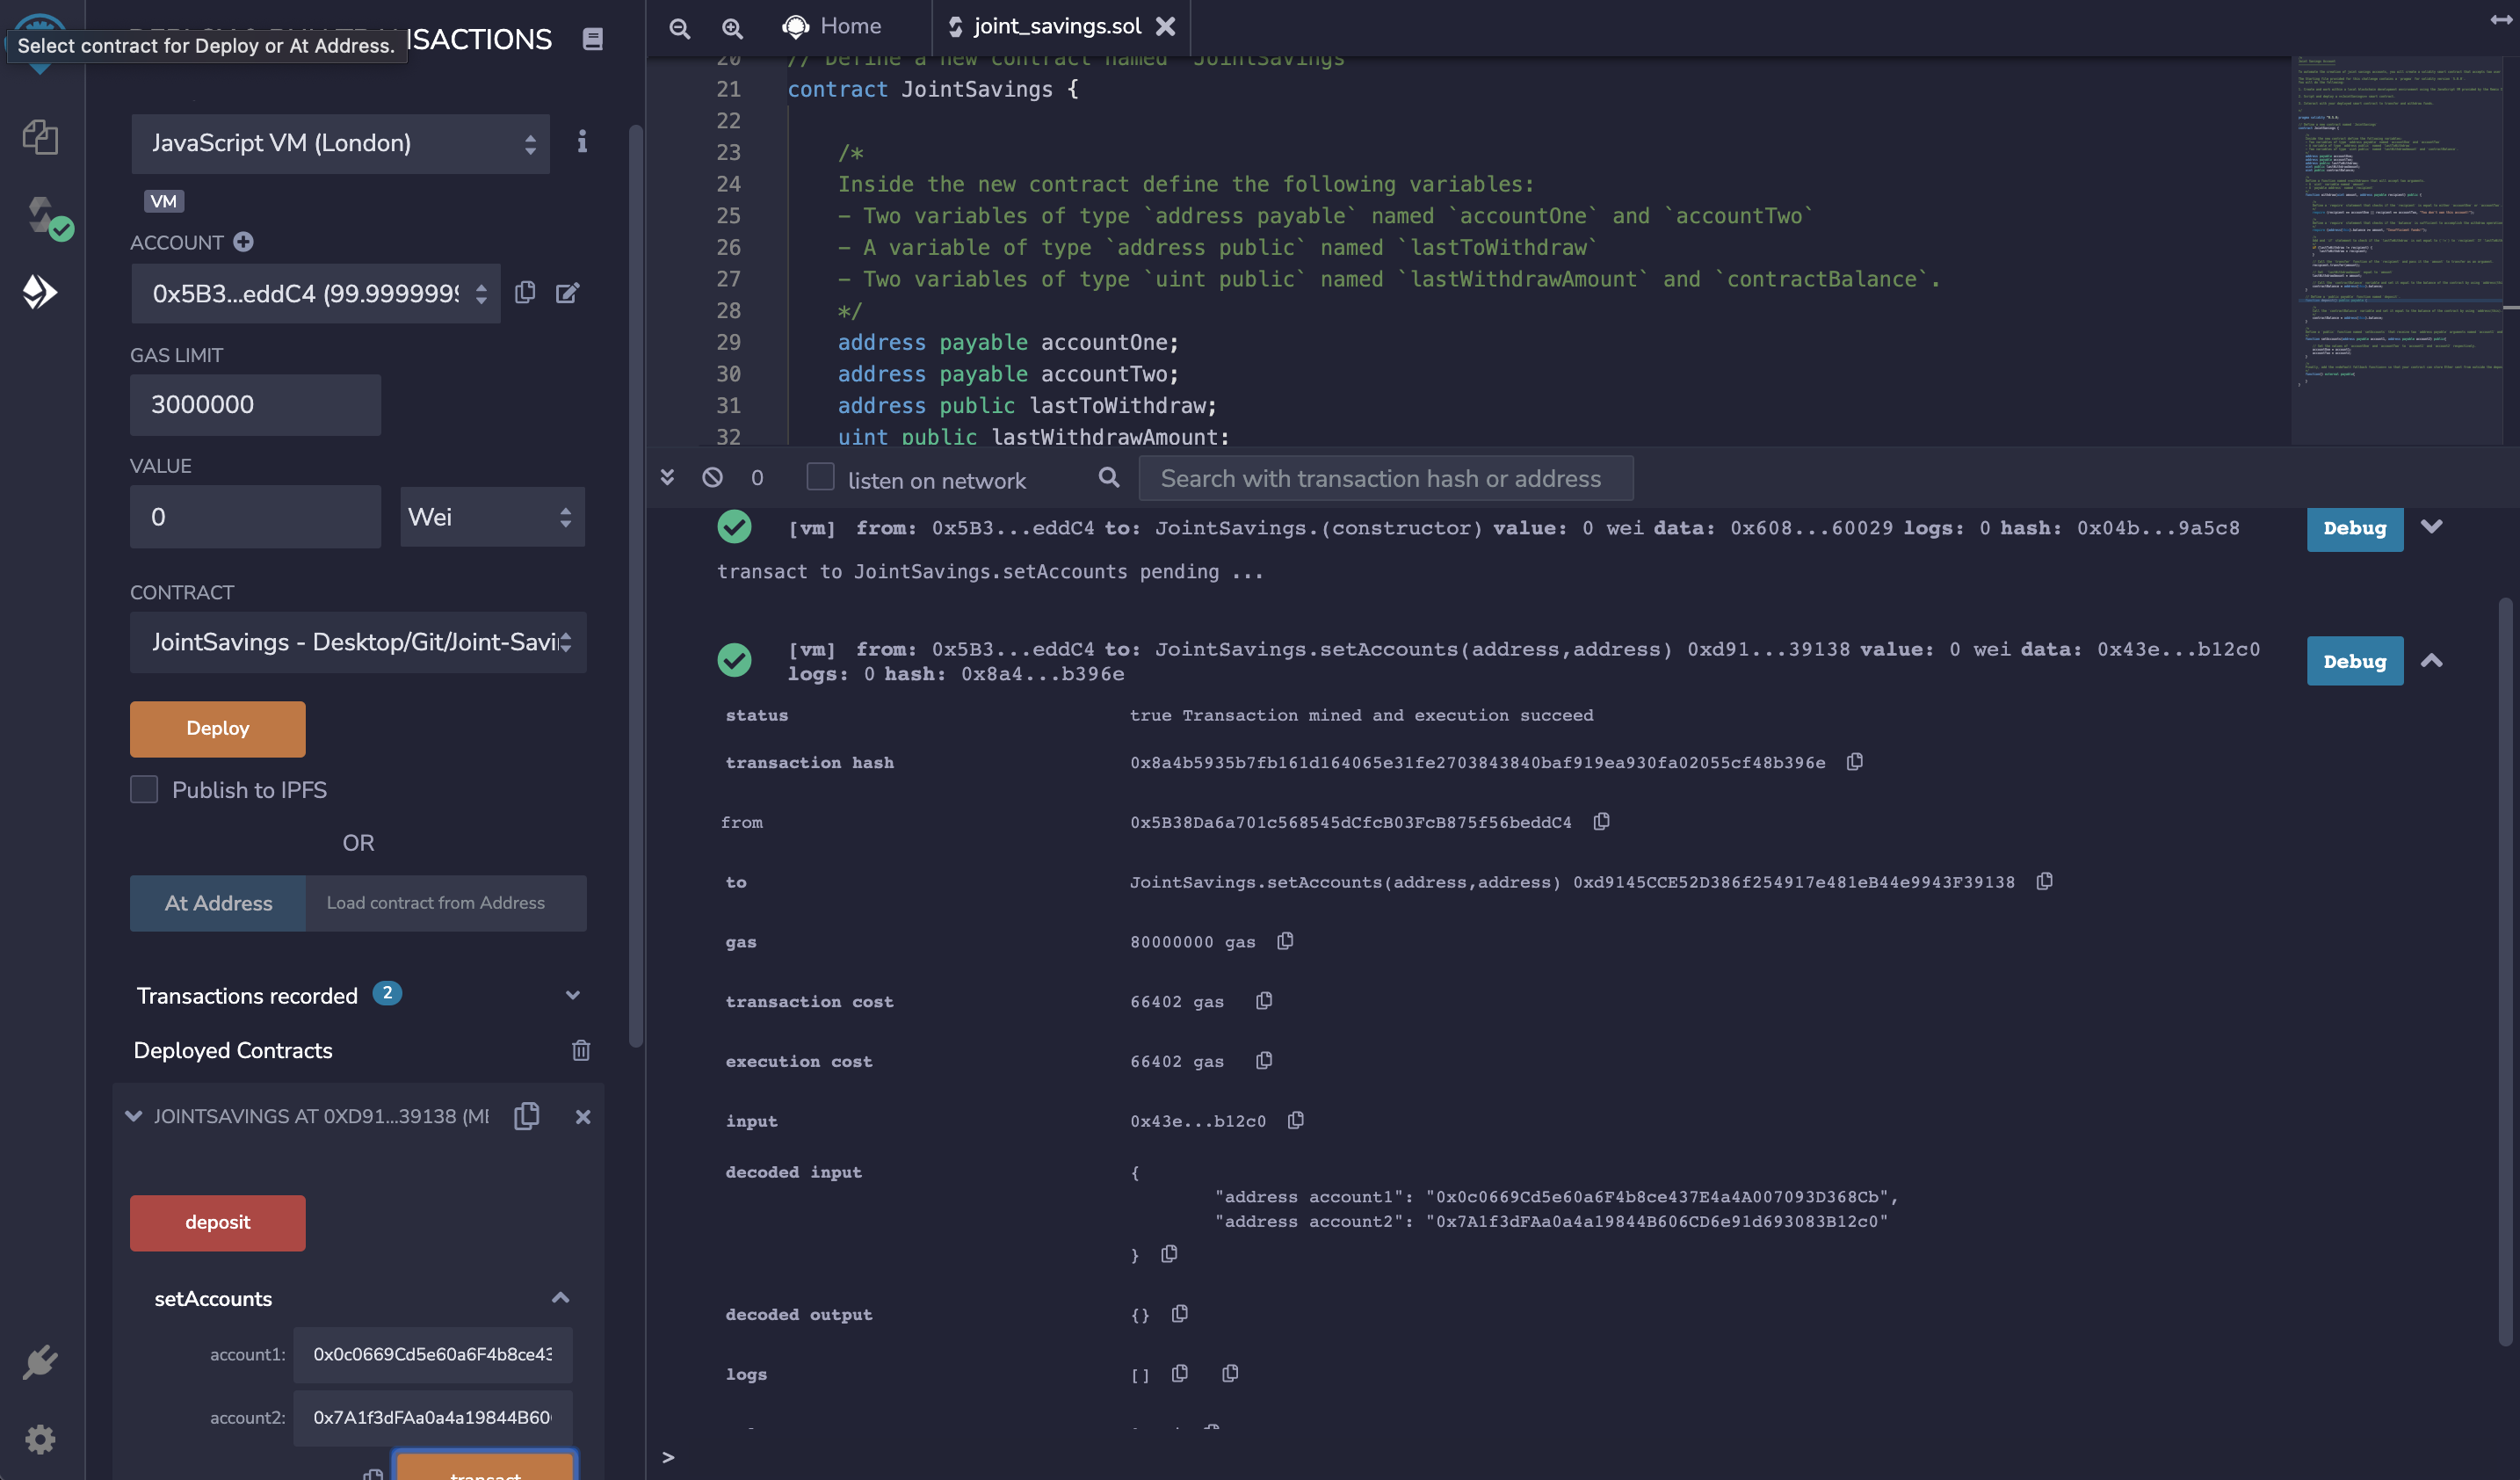 Select contract for Deploy or At Address.
NSACTIONS
JavaScript VM (London)
VM
ACCOUNT
0x5B3...eddC4 (99.9999999
GAS LIMIT
3000000
VALUE
0
Wei
CONTRACT
JointSavings - Desktop/Git/Joint-Savi
Deploy
Publish to IPFS
OR
At Address
Load contract from Address
Transactions recorded 2
Deployed Contracts
JOINTSAVINGS AT 0XD91...39138 (ME
deposit
setAccounts
account1: 0x0c0669Cd5e60a6F4b8ce43
account2: 0x7A1f3dFAa0a4a19844B60
transact
Home
joint_savings.sol
20 // Define a new contract named `JointSavings`
21 contract JointSavings {
22
23 /*
24 Inside the new contract define the following variables:
25 - Two variables of type `address payable` named `accountOne` and `accountTwo`
26 - A variable of type `address public` named `lastToWithdraw`
27 - Two variables of type `uint public` named `lastWithdrawAmount` and `contractBalance`.
28 */
29 address payable accountOne;
30 address payable accountTwo;
31 address public lastToWithdraw;
32 uint public lastWithdrawAmount;
0
listen on network
Search with transaction hash or address
[vm] from: 0x5B3...eddC4 to: JointSavings.(constructor) value: 0 wei data: 0x608...60029 logs: 0 hash: 0x04b...9a5c8
Debug
transact to JointSavings.setAccounts pending ...
[vm] from: 0x5B3...eddC4 to: JointSavings.setAccounts(address,address) 0xd91...39138 value: 0 wei data: 0x43e...b12c0
logs: 0 hash: 0x8a4...b396e
Debug
status true Transaction mined and execution succeed
transaction hash 0x8a4b5935b7fb161d164065e31fe2703843840baf919ea930fa02055cf48b396e
from 0x5B38Da6a701c568545dCfcB03FcB875f56beddC4
to JointSavings.setAccounts(address,address) 0xd9145CCE52D386f254917e481eB44e9943F39138
gas 80000000 gas
transaction cost 66402 gas
execution cost 66402 gas
input 0x43e...b12c0
decoded input {
"address account1": "0x0c0669Cd5e60a6F4b8ce437E4a4A007093D368Cb",
"address account2": "0x7A1f3dFAa0a4a19844B606CD6e91d693083B12c0"
}
decoded output {}
logs []
>